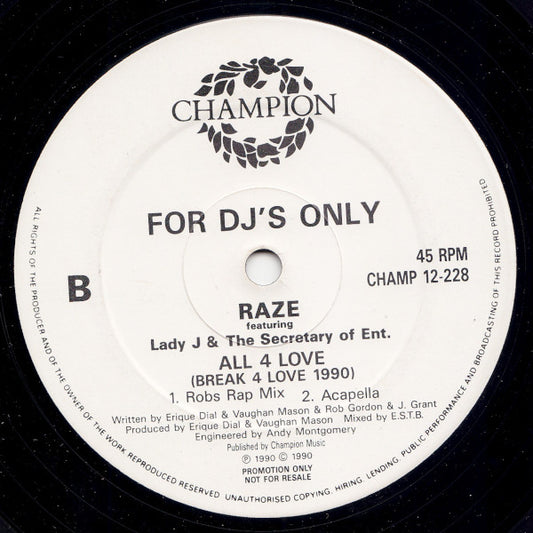 CHAMPION
FOR DJ'S ONLY
B
45 RPM
CHAMP 12-228
RAZE
featuring
Lady J & The Secretary of Ent.
ALL 4 LOVE
(BREAK 4 LOVE 1990)
1. Robs Rap Mix 2. Acapella
Written by Erique Dial & Vaughan Mason & Rob Gordon & J. Grant
Produced by Erique Dial & Vaughan Mason Mixed by E.S.T.B.
Engineered by Andy Montgomery
Published by Champion Music
℗ 1990 © 1990
PROMOTION ONLY
NOT FOR RESALE
ALL RIGHTS OF THE PRODUCER AND OF THE OWNER OF THE WORK REPRODUCED RESERVED UNAUTHORISED COPYING, HIRING, LENDING, PUBLIC PERFORMANCE AND BROADCASTING OF THIS RECORD PROHIBITED